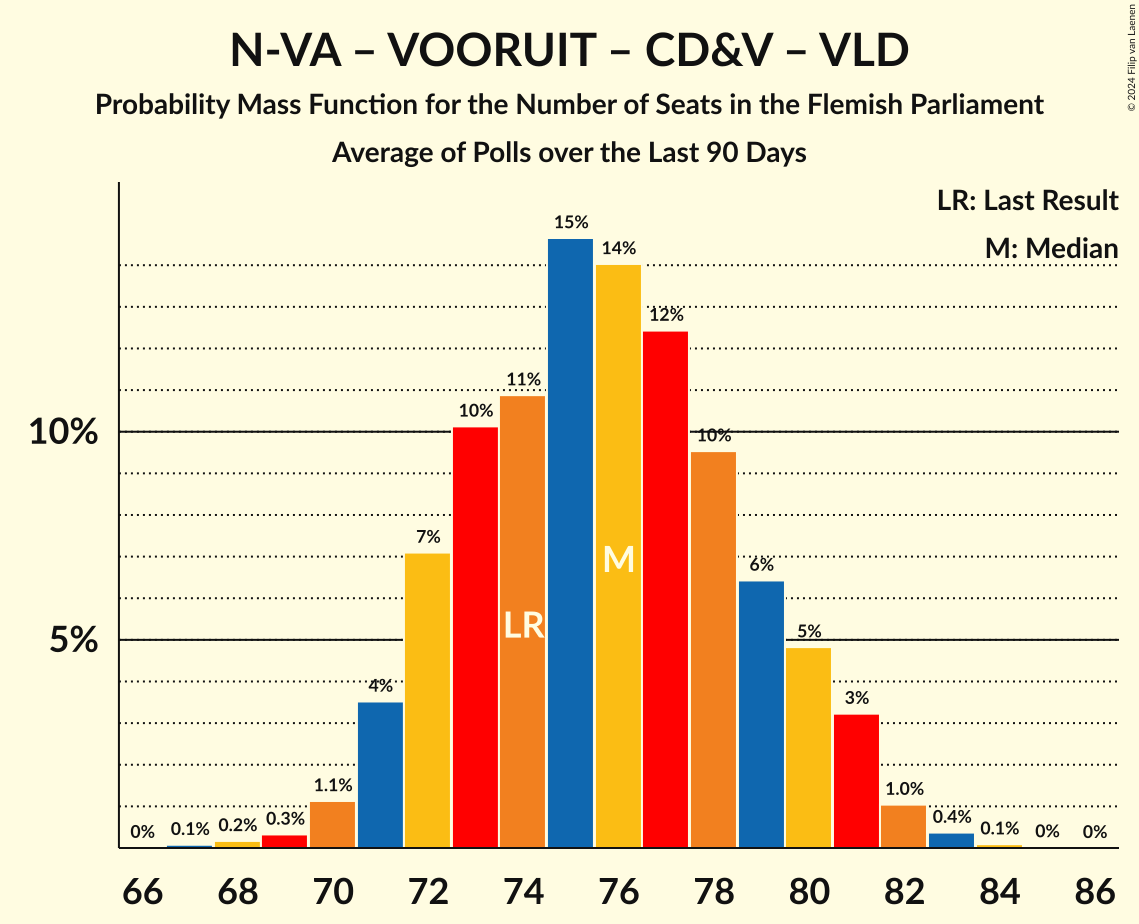 N-VA – VOORUIT – CD&V – VLD
Probability Mass Function for the Number of Seats in the Flemish Parliament
Average of Polls over the Last 90 Days
© 2024 Filip van Laenen
LR: Last Result
M: Median
15%
14%
12%
11%
10%
10%
10%
7%
6%
M
LR
5%
5%
4%
3%
1.1%
1.0%
0% 0.1% 0.2% 0.3% 0.4% 0.1% 0% 0%
66 68 70 72 74 76 78 80 82 84 86